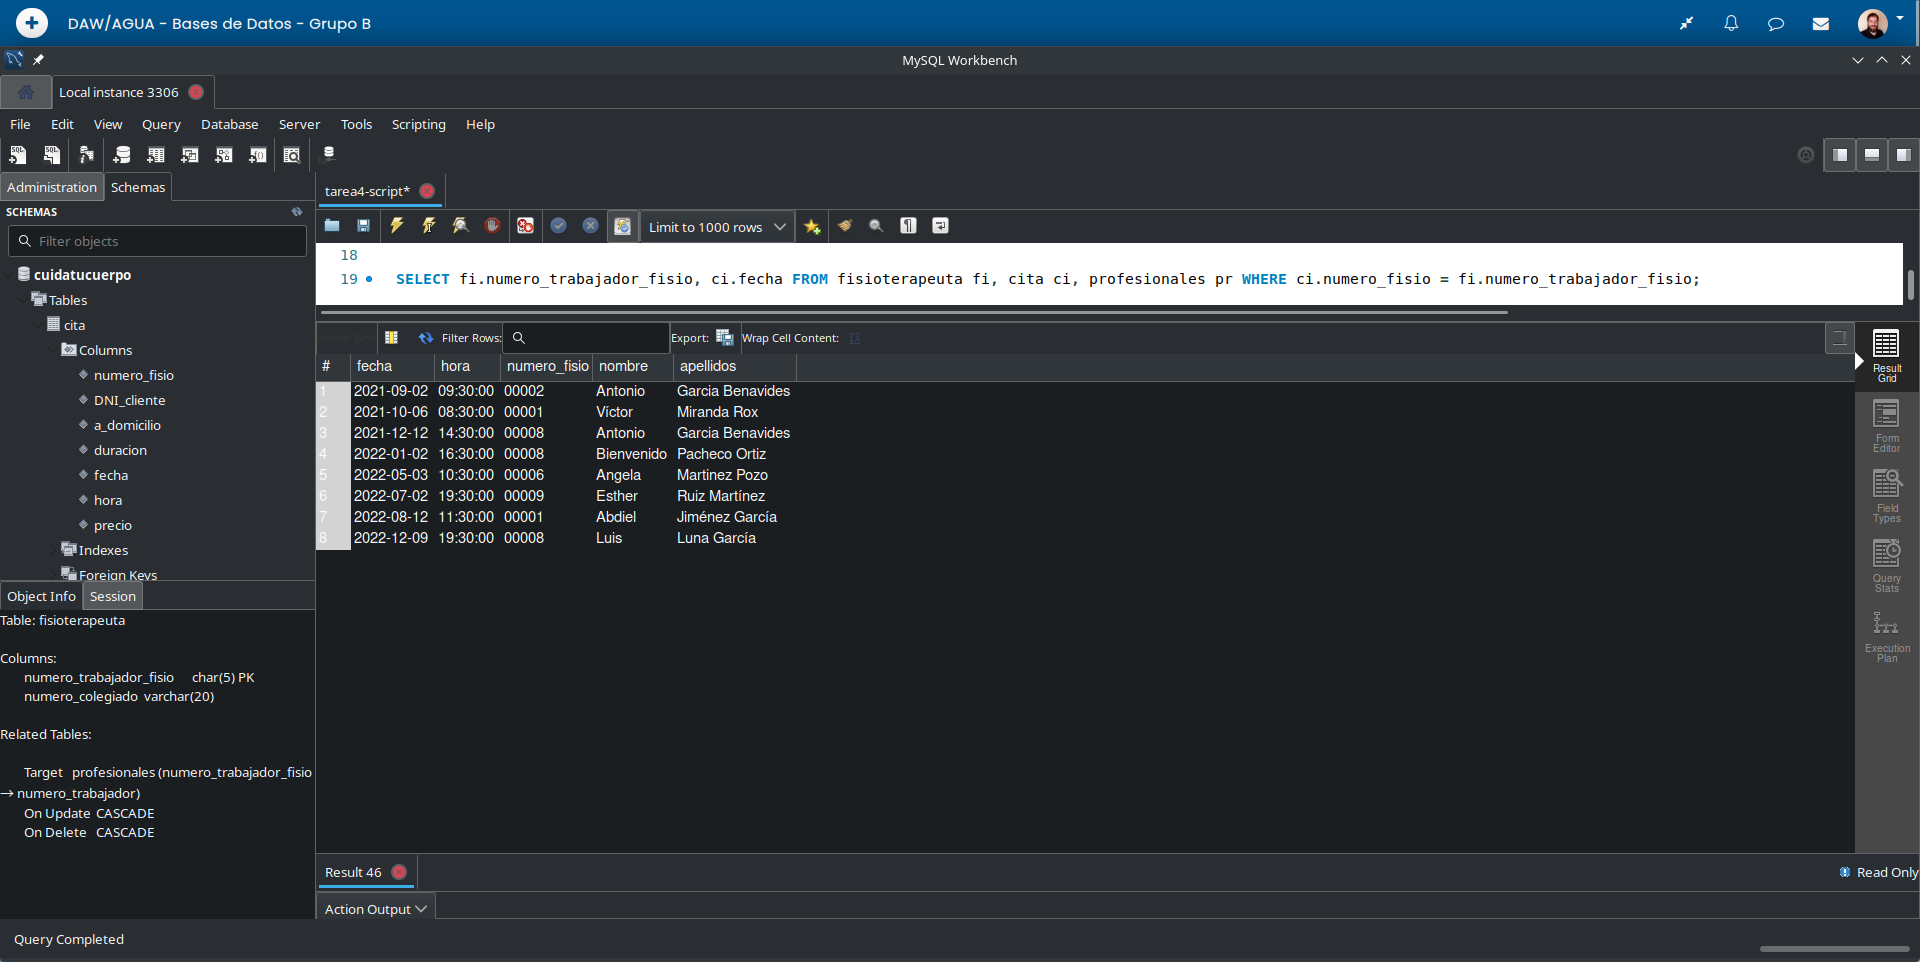 DAW/AGUA - Bases de Datos - Grupo B
MySQL Workbench
Local instance 3306
File Edit View Query Database Server Tools Scripting Help
Administration Schemas
tarea4-script*
SCHEMAS
Filter objects
Limit to 1000 rows
cuidatucuerpo
Tables
cita
Columns
numero_fisio
DNI_cliente
a_domicilio
duracion
fecha
hora
precio
Indexes
Foreign Keys
18
19 SELECT fi.numero_trabajador_fisio, ci.fecha FROM fisioterapeuta fi, cita ci, profesionales pr WHERE ci.numero_fisio = fi.numero_trabajador_fisio;
Filter Rows: Export: Wrap Cell Content:
# fecha hora numero_fisio nombre apellidos
1 2021-09-02 09:30:00 00002 Antonio Garcia Benavides
2 2021-10-06 08:30:00 00001 Víctor Miranda Rox
3 2021-12-12 14:30:00 00008 Antonio Garcia Benavides
4 2022-01-02 16:30:00 00008 Bienvenido Pacheco Ortiz
5 2022-05-03 10:30:00 00006 Angela Martinez Pozo
6 2022-07-02 19:30:00 00009 Esther Ruiz Martínez
7 2022-08-12 11:30:00 00001 Abdiel Jiménez García
8 2022-12-09 19:30:00 00008 Luis Luna García
Result
Grid
Form
Editor
Field
Types
Query
Stats
Execution
Plan
Object Info Session
Table: fisioterapeuta
Columns:
numero_trabajador_fisio char(5) PK
numero_colegiado varchar(20)
Related Tables:
Target profesionales (numero_trabajador_fisio
→ numero_trabajador)
On Update CASCADE
On Delete CASCADE
Result 46
Read Only
Action Output
Query Completed